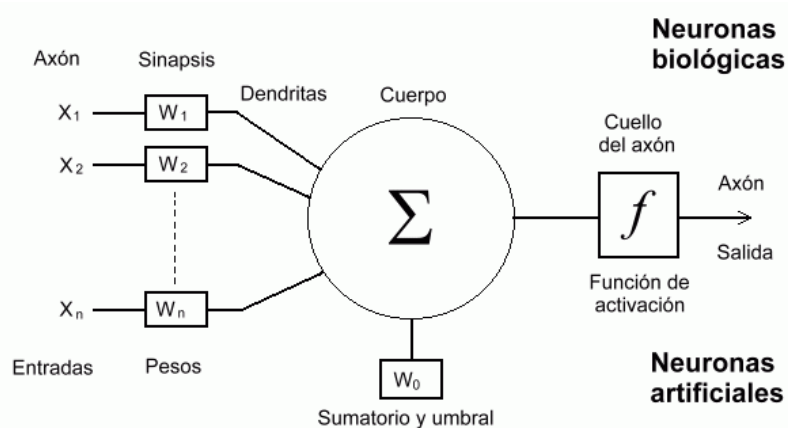 Neuronas
biológicas
Axón
Sinapsis
Dendritas
Cuerpo
Cuello
del axón
X1
W1
X2
W2
Σ
f
Axón
Salida
Función de
activación
Xn
Wn
Entradas
Pesos
W0
Sumatorio y umbral
Neuronas
artificiales